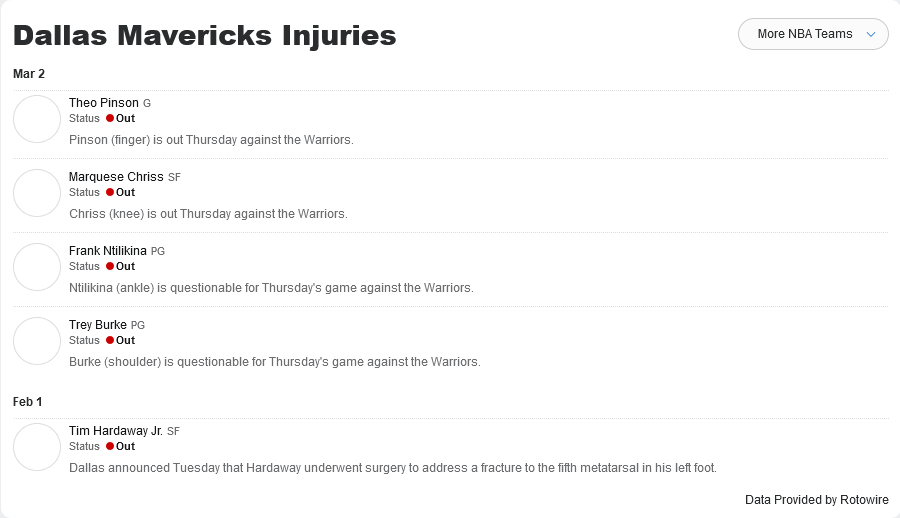 Dallas Mavericks Injuries
More NBA Teams
Mar 2
Theo Pinson G
Status Out
Pinson (finger) is out Thursday against the Warriors.
Marquese Chriss SF
Status Out
Chriss (knee) is out Thursday against the Warriors.
Frank Ntilikina PG
Status Out
Ntilikina (ankle) is questionable for Thursday's game against the Warriors.
Trey Burke PG
Status Out
Burke (shoulder) is questionable for Thursday's game against the Warriors.
Feb 1
Tim Hardaway Jr. SF
Status Out
Dallas announced Tuesday that Hardaway underwent surgery to address a fracture to the fifth metatarsal in his left foot.
Data Provided by Rotowire